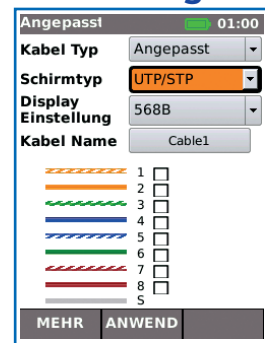 Angepasst 01:00
Kabel Typ Angepasst
Schirmtyp UTP/STP
Display Einstellung 568B
Kabel Name Cable1
1
2
3
4
5
6
7
8
S
MEHR ANWEND